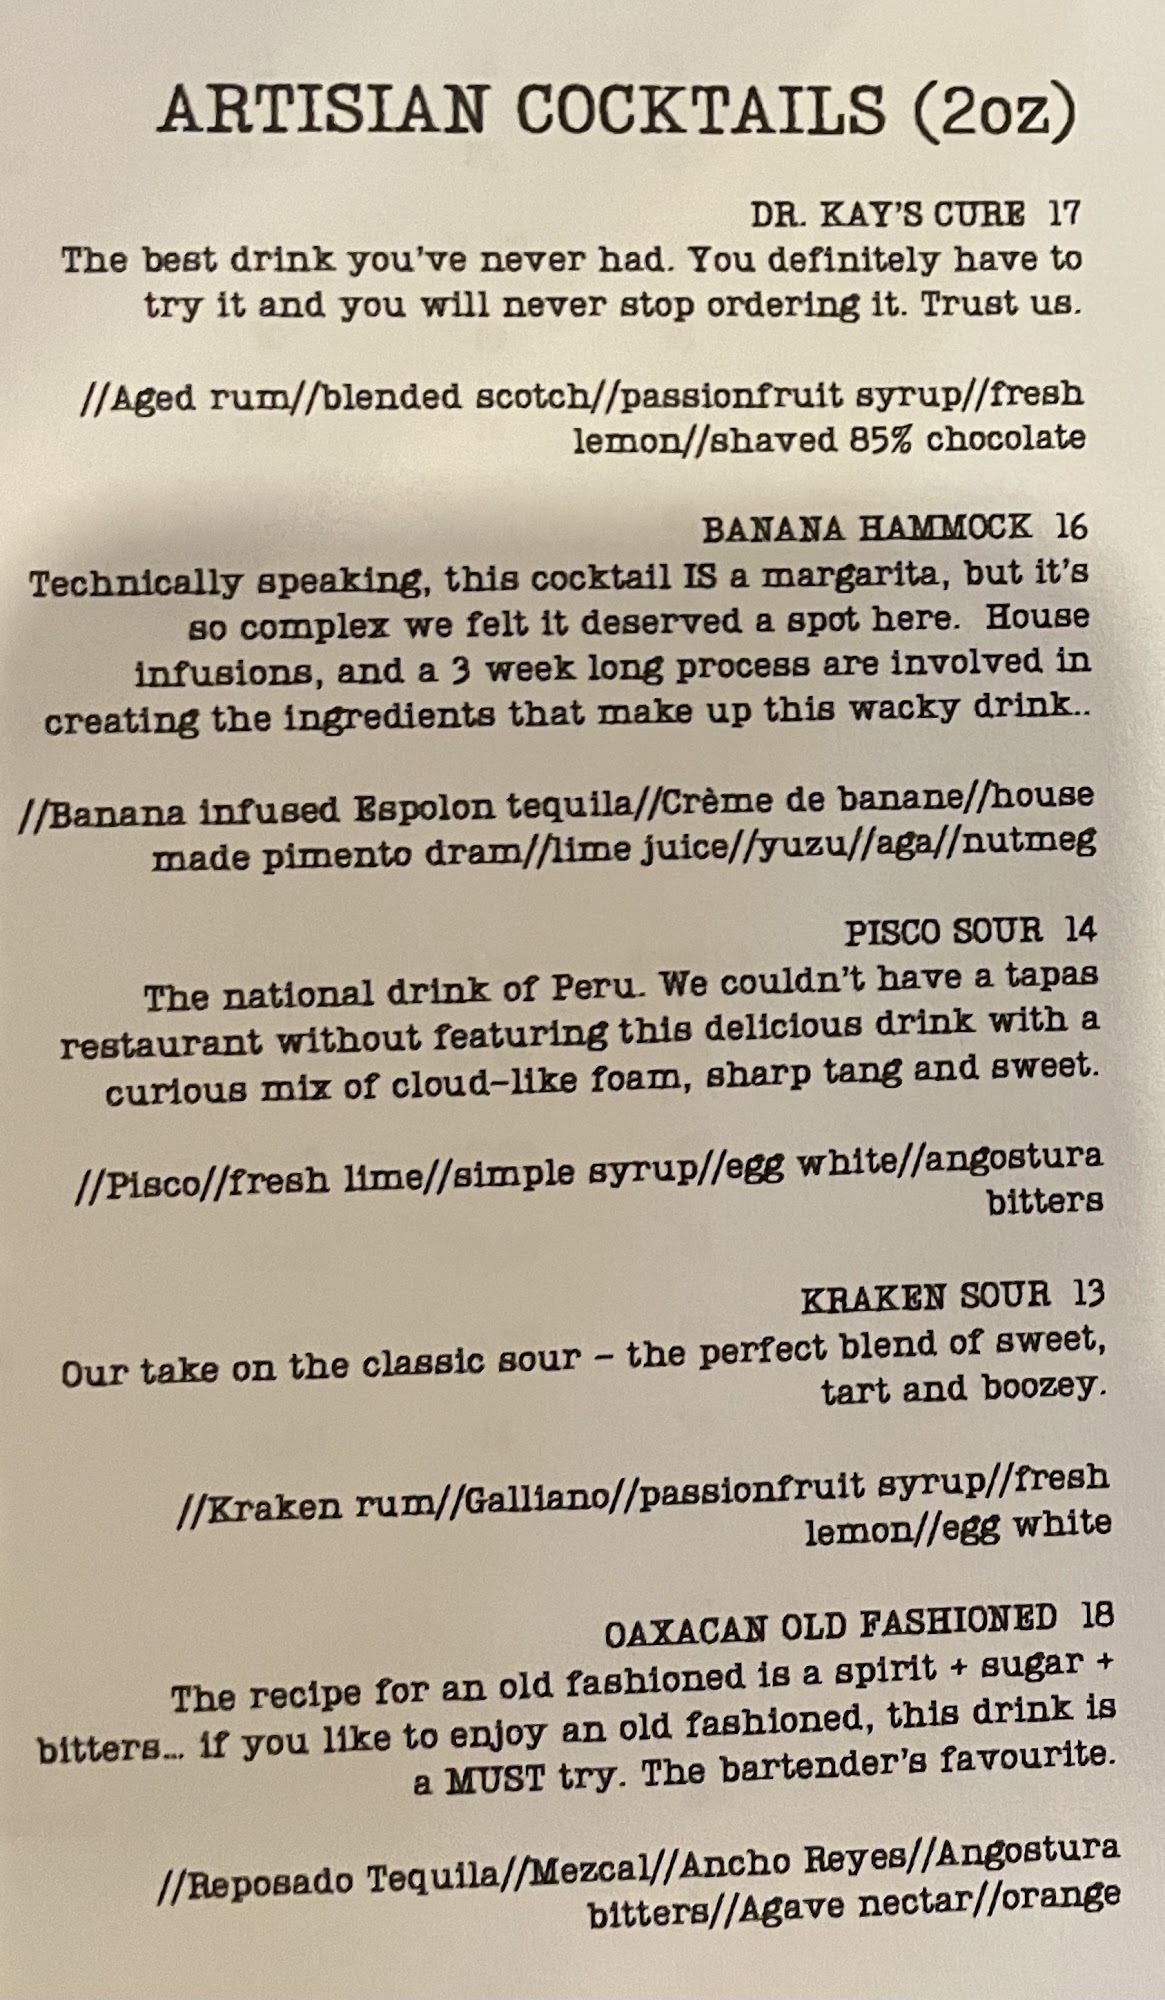 ARTISIAN COCKTAILS (2oz)
DR. KAY'S CURE 17
The best drink you've never had. You definitely have to
try it and you will never stop ordering it. Trust us.
//Aged rum//blended scotch//passionfruit syrup//fresh
lemon//shaved 85% chocolate
BANANA HAMMOCK 16
Technically speaking, this cocktail IS a margarita, but it's
so complex we felt it deserved a spot here. House
infusions, and a 3 week long process are involved in
creating the ingredients that make up this wacky drink..
//Banana infused Espolon tequila//Crème de banane//house
made pimento dram//lime juice//yuzu//aga//nutmeg
PISCO SOUR 14
The national drink of Peru. We couldn't have a tapas
restaurant without featuring this delicious drink with a
curious mix of cloud-like foam, sharp tang and sweet.
//Pisco//fresh lime//simple syrup//egg white//angostura
bitters
KRAKEN SOUR 13
Our take on the classic sour – the perfect blend of sweet,
tart and boozey.
//Kraken rum//Galliano//passionfruit syrup//fresh
lemon//egg white
OAXACAN OLD FASHIONED 18
The recipe for an old fashioned is a spirit + sugar +
bitters... if you like to enjoy an old fashioned, this drink is
a MUST try. The bartender's favourite.
//Reposado Tequila//Mezcal//Ancho Reyes//Angostura
bitters//Agave nectar//orange